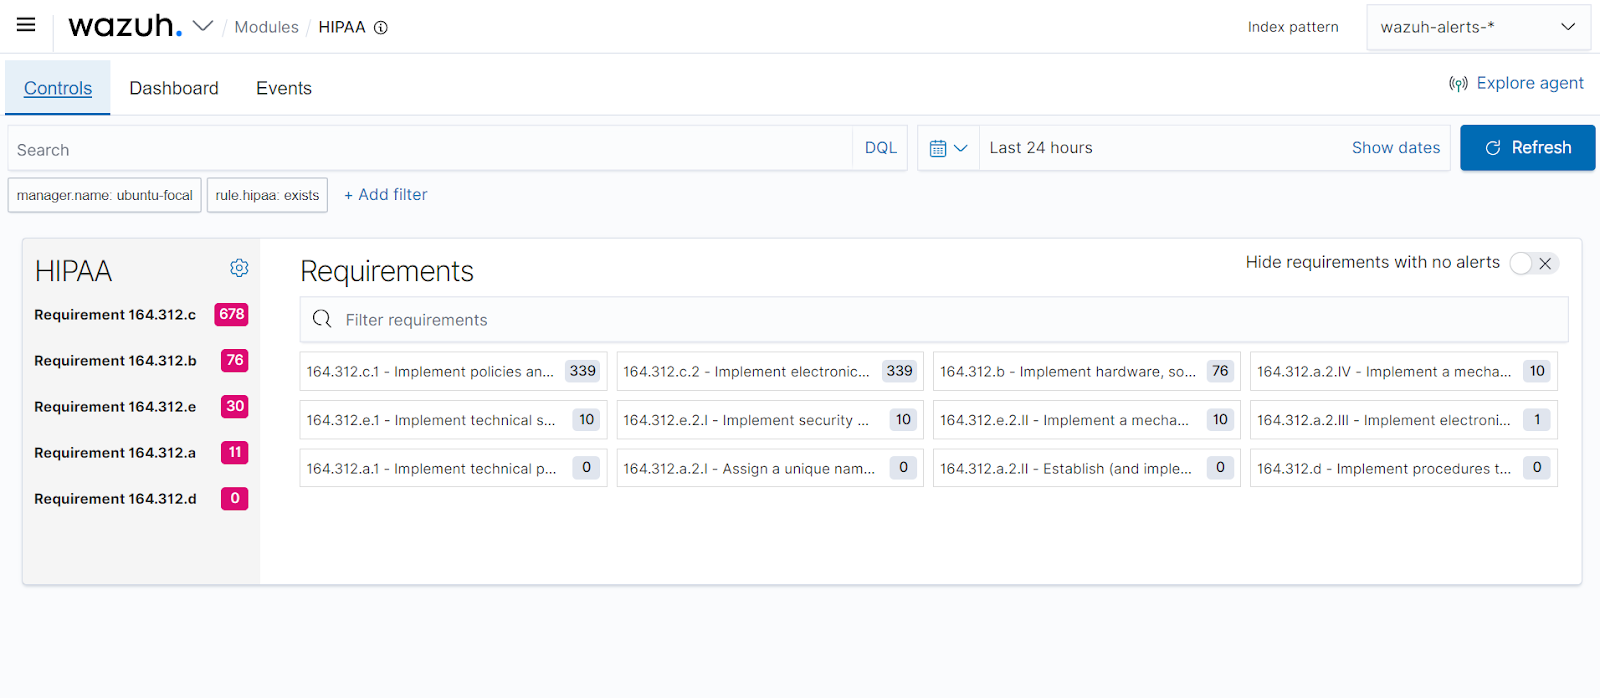 wazuh. / Modules / HIPAA Index pattern wazuh-alerts-*
Controls Dashboard Events Explore agent
Search DQL Last 24 hours Show dates Refresh
manager.name: ubuntu-focal rule.hipaa: exists + Add filter
HIPAA
Requirement 164.312.c 678
Requirement 164.312.b 76
Requirement 164.312.e 30
Requirement 164.312.a 11
Requirement 164.312.d 0
Requirements Hide requirements with no alerts
Filter requirements
164.312.c.1 - Implement policies an... 339
164.312.c.2 - Implement electronic... 339
164.312.b - Implement hardware, so... 76
164.312.a.2.IV - Implement a mecha... 10
164.312.e.1 - Implement technical s... 10
164.312.e.2.I - Implement security ... 10
164.312.e.2.II - Implement a mecha... 10
164.312.a.2.III - Implement electroni... 1
164.312.a.1 - Implement technical p... 0
164.312.a.2.I - Assign a unique nam... 0
164.312.a.2.II - Establish (and imple... 0
164.312.d - Implement procedures t... 0